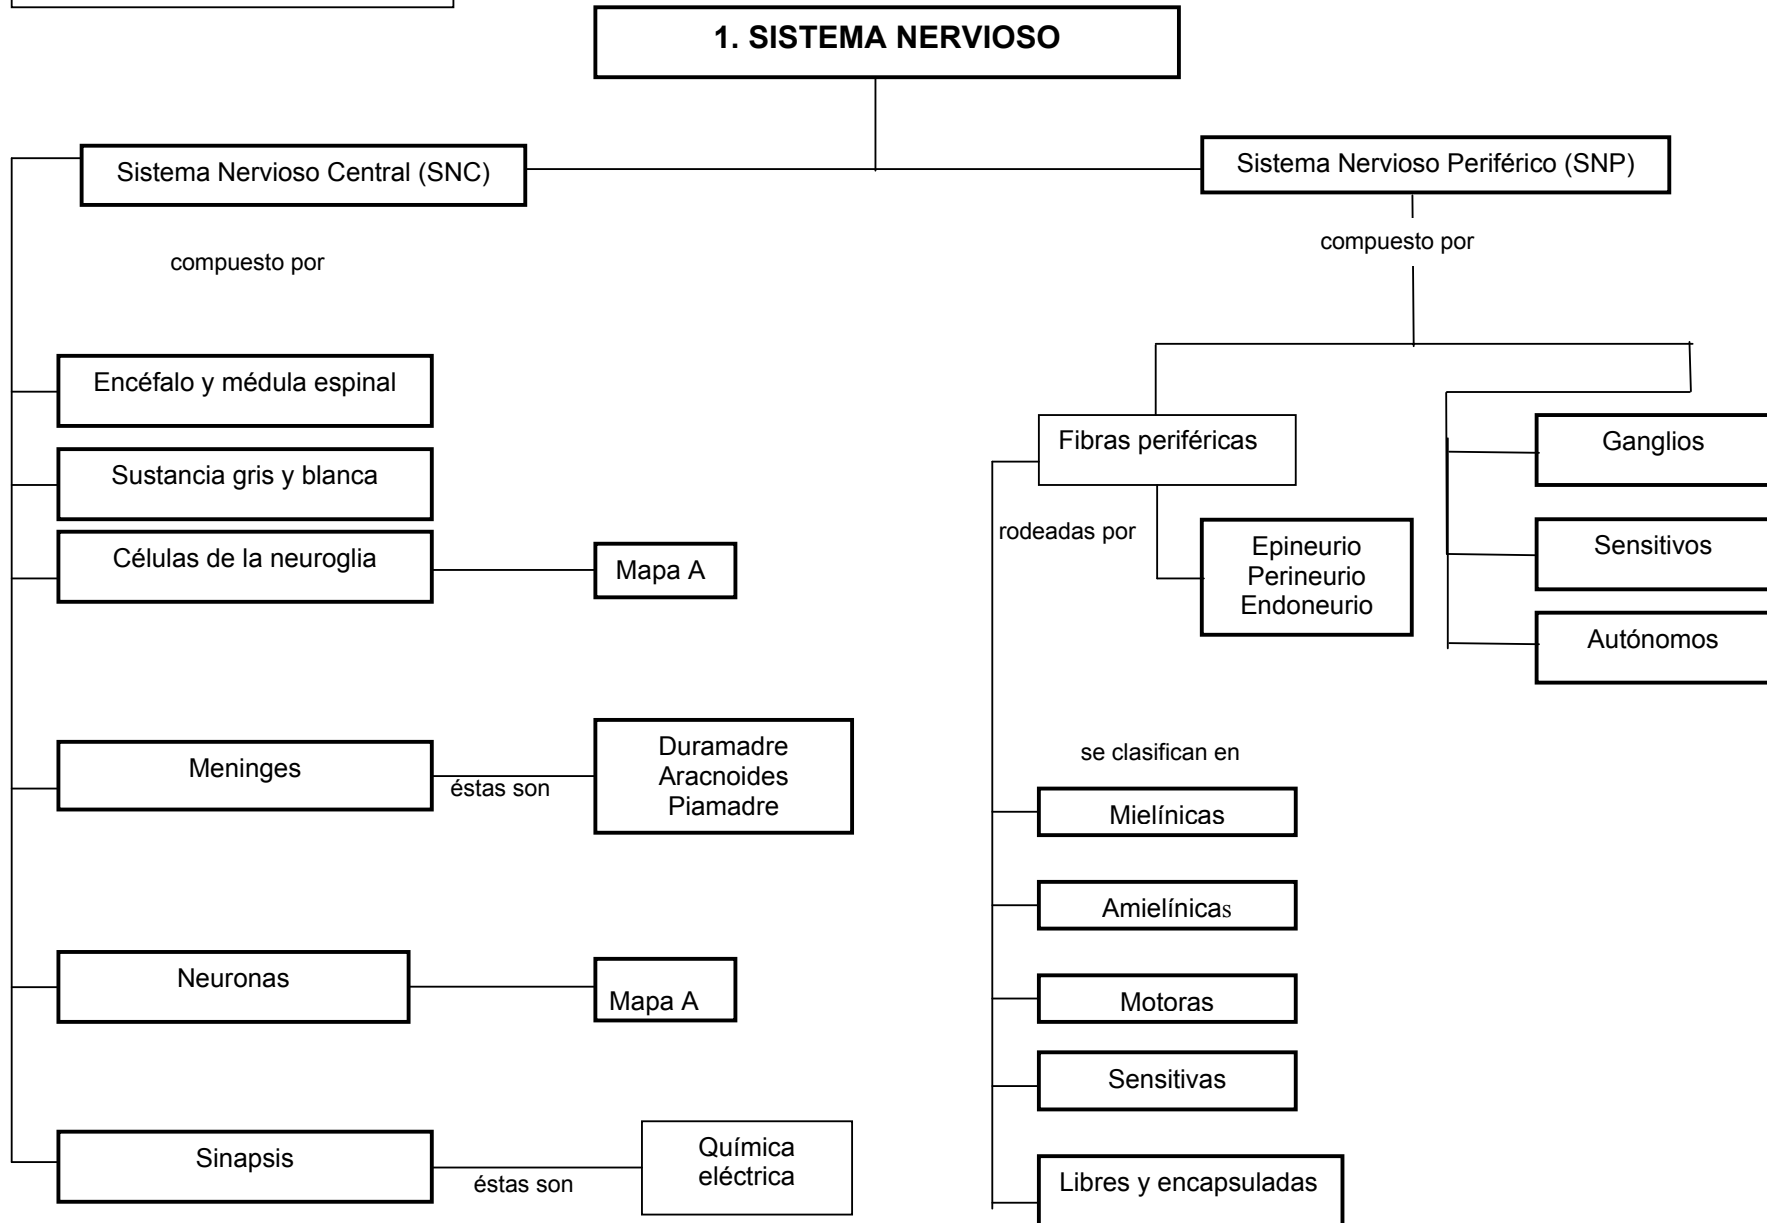 1. SISTEMA NERVIOSO
Sistema Nervioso Central (SNC)
compuesto por
Encéfalo y médula espinal
Sustancia gris y blanca
Células de la neuroglia
Mapa A
Meninges
éstas son
Duramadre
Aracnoides
Piamadre
Neuronas
Mapa A
Sinapsis
éstas son
Química
eléctrica
Sistema Nervioso Periférico (SNP)
compuesto por
Fibras periféricas
rodeadas por
Epineurio
Perineurio
Endoneurio
se clasifican en
Mielínicas
Amielínicas
Motoras
Sensitivas
Libres y encapsuladas
Ganglios
Sensitivos
Autónomos